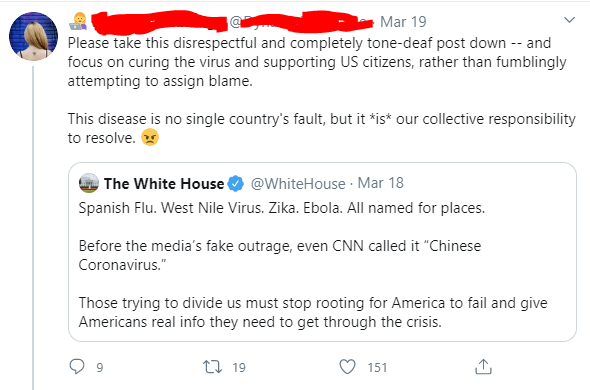 Mar 19
Please take this disrespectful and completely tone-deaf post down -- and
focus on curing the virus and supporting US citizens, rather than fumblingly
attempting to assign blame.
This disease is no single country's fault, but it *is* our collective responsibility
to resolve. 😠
The White House @WhiteHouse · Mar 18
Spanish Flu. West Nile Virus. Zika. Ebola. All named for places.
Before the media's fake outrage, even CNN called it "Chinese
Coronavirus."
Those trying to divide us must stop rooting for America to fail and give
Americans real info they need to get through the crisis.
9 19 151